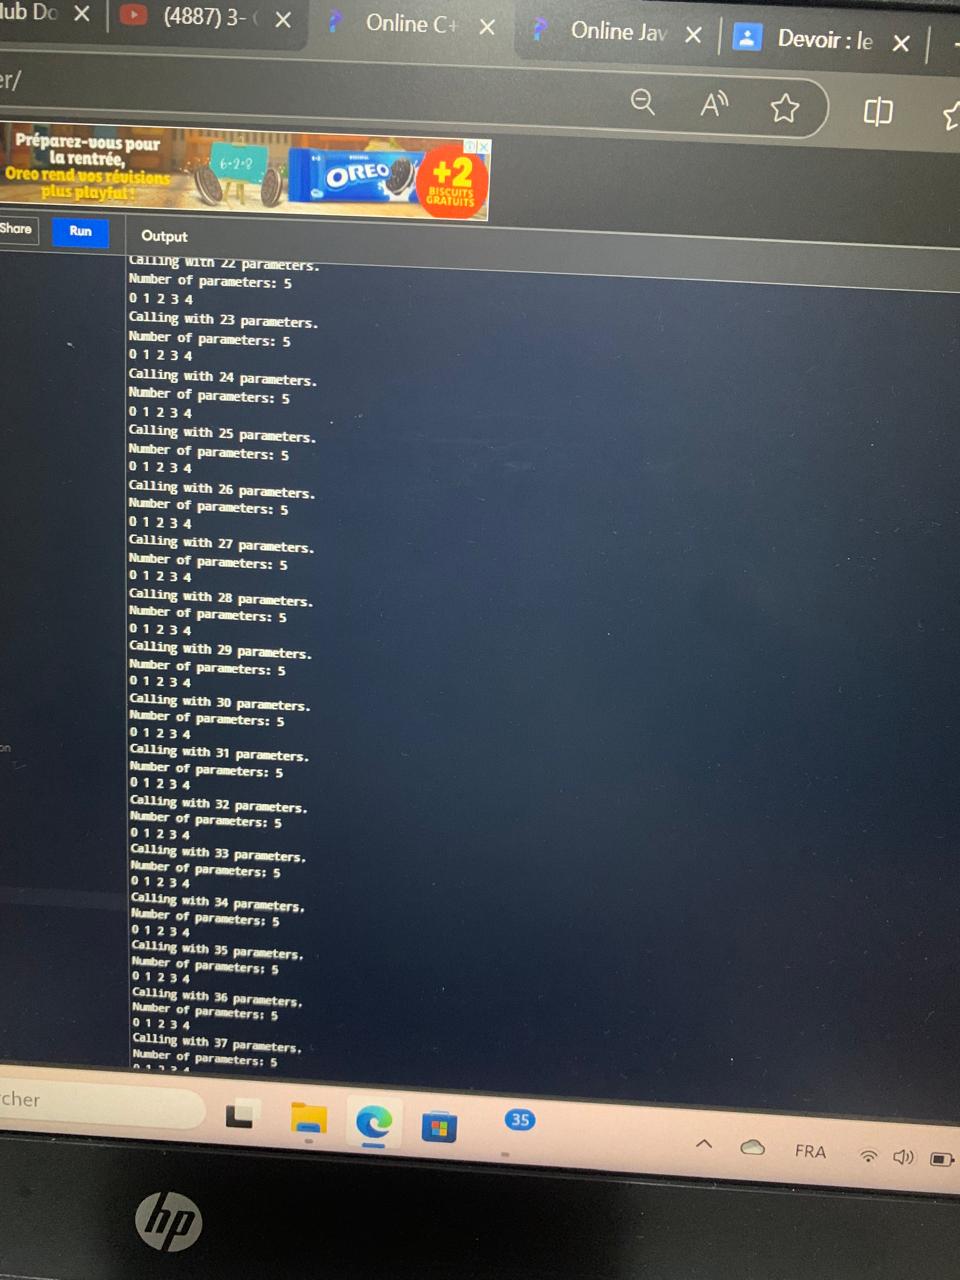 lub Do
(4887) 3-
Online C+
Online Jav
Devoir : le
er/
Préparez-vous pour
la rentrée,
Oreo rend vos révisions
plus playful !
OREO
+2
BISCUITS
GRATUITS
Share
Run
Output
Calling with 22 parameters.
Number of parameters: 5
0 1 2 3 4
Calling with 23 parameters.
Number of parameters: 5
0 1 2 3 4
Calling with 24 parameters.
Number of parameters: 5
0 1 2 3 4
Calling with 25 parameters.
Number of parameters: 5
0 1 2 3 4
Calling with 26 parameters.
Number of parameters: 5
0 1 2 3 4
Calling with 27 parameters.
Number of parameters: 5
0 1 2 3 4
Calling with 28 parameters.
Number of parameters: 5
0 1 2 3 4
Calling with 29 parameters.
Number of parameters: 5
0 1 2 3 4
Calling with 30 parameters.
Number of parameters: 5
0 1 2 3 4
Calling with 31 parameters.
Number of parameters: 5
0 1 2 3 4
Calling with 32 parameters.
Number of parameters: 5
0 1 2 3 4
Calling with 33 parameters.
Number of parameters: 5
0 1 2 3 4
Calling with 34 parameters.
Number of parameters: 5
0 1 2 3 4
Calling with 35 parameters.
Number of parameters: 5
0 1 2 3 4
Calling with 36 parameters.
Number of parameters: 5
0 1 2 3 4
Calling with 37 parameters.
Number of parameters: 5
0 1 2 3 4
on
rcher
35
FRA
hp